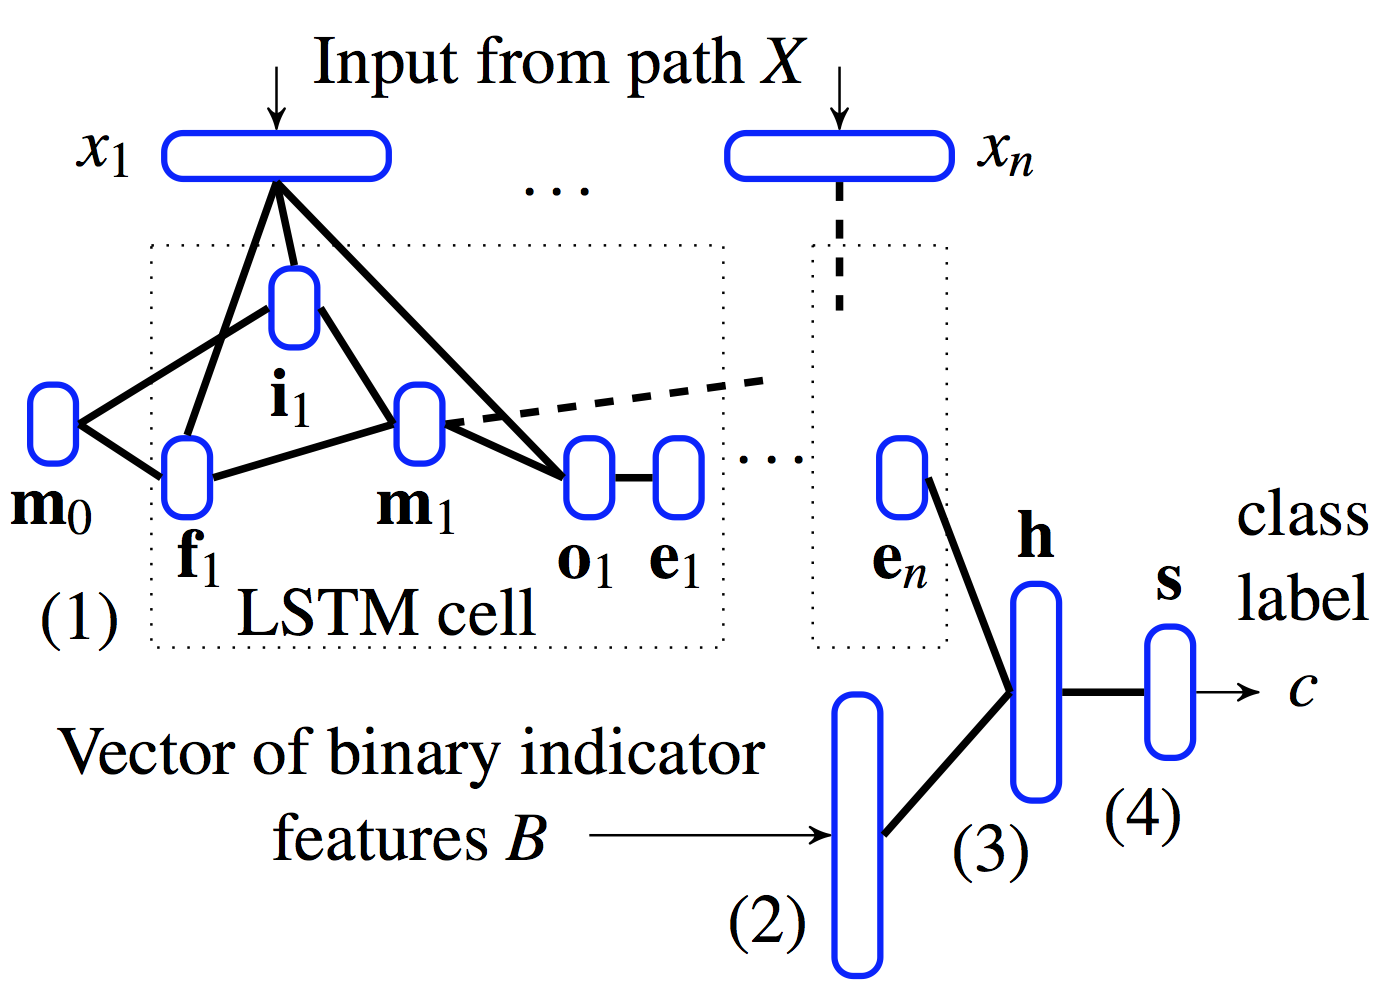 Input from path X
x1
xn
...
i1
m0
f1
m1
o1
e1
...
en
(1)
LSTM cell
h
s
class
label
c
Vector of binary indicator
features B
(2)
(3)
(4)